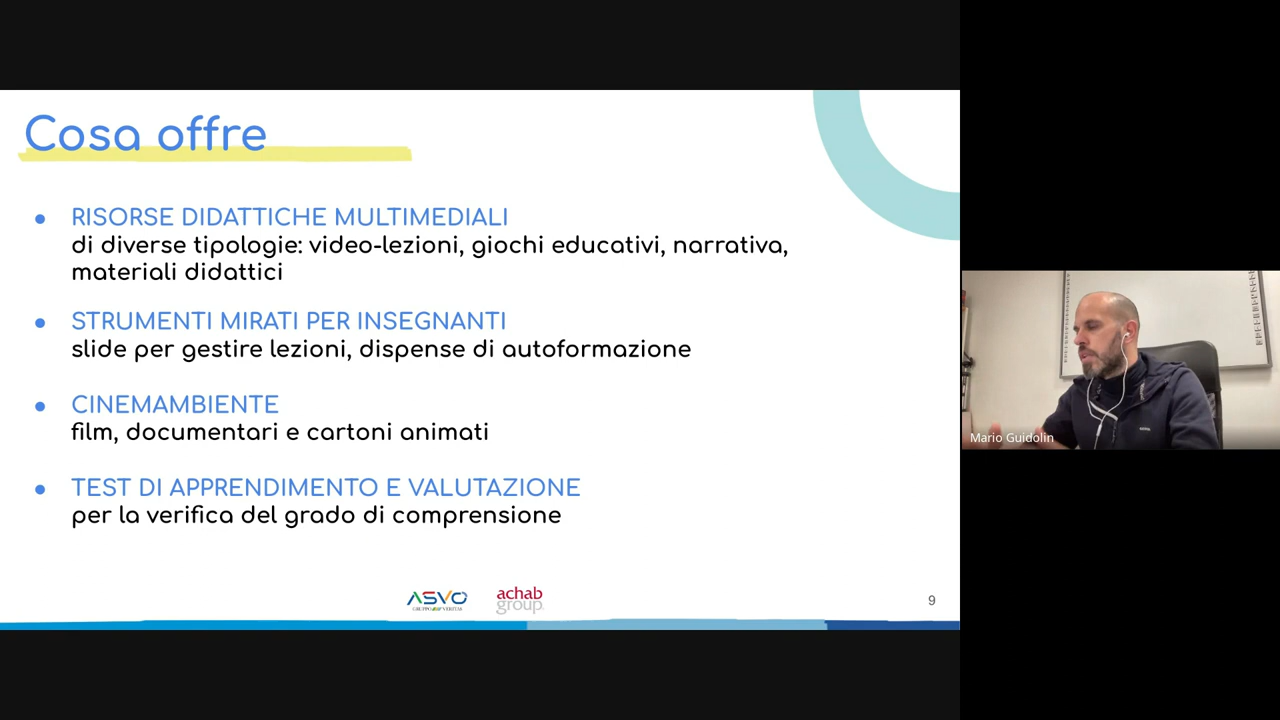 Cosa offre
● RISORSE DIDATTICHE MULTIMEDIALI
di diverse tipologie: video-lezioni, giochi educativi, narrativa,
materiali didattici
● STRUMENTI MIRATI PER INSEGNANTI
slide per gestire lezioni, dispense di autoformazione
● CINEMAMBIENTE
film, documentari e cartoni animati
● TEST DI APPRENDIMENTO E VALUTAZIONE
per la verifica del grado di comprensione
ASVO
GRUPPO VERITAS
achab
group
9
Mario Guidolin